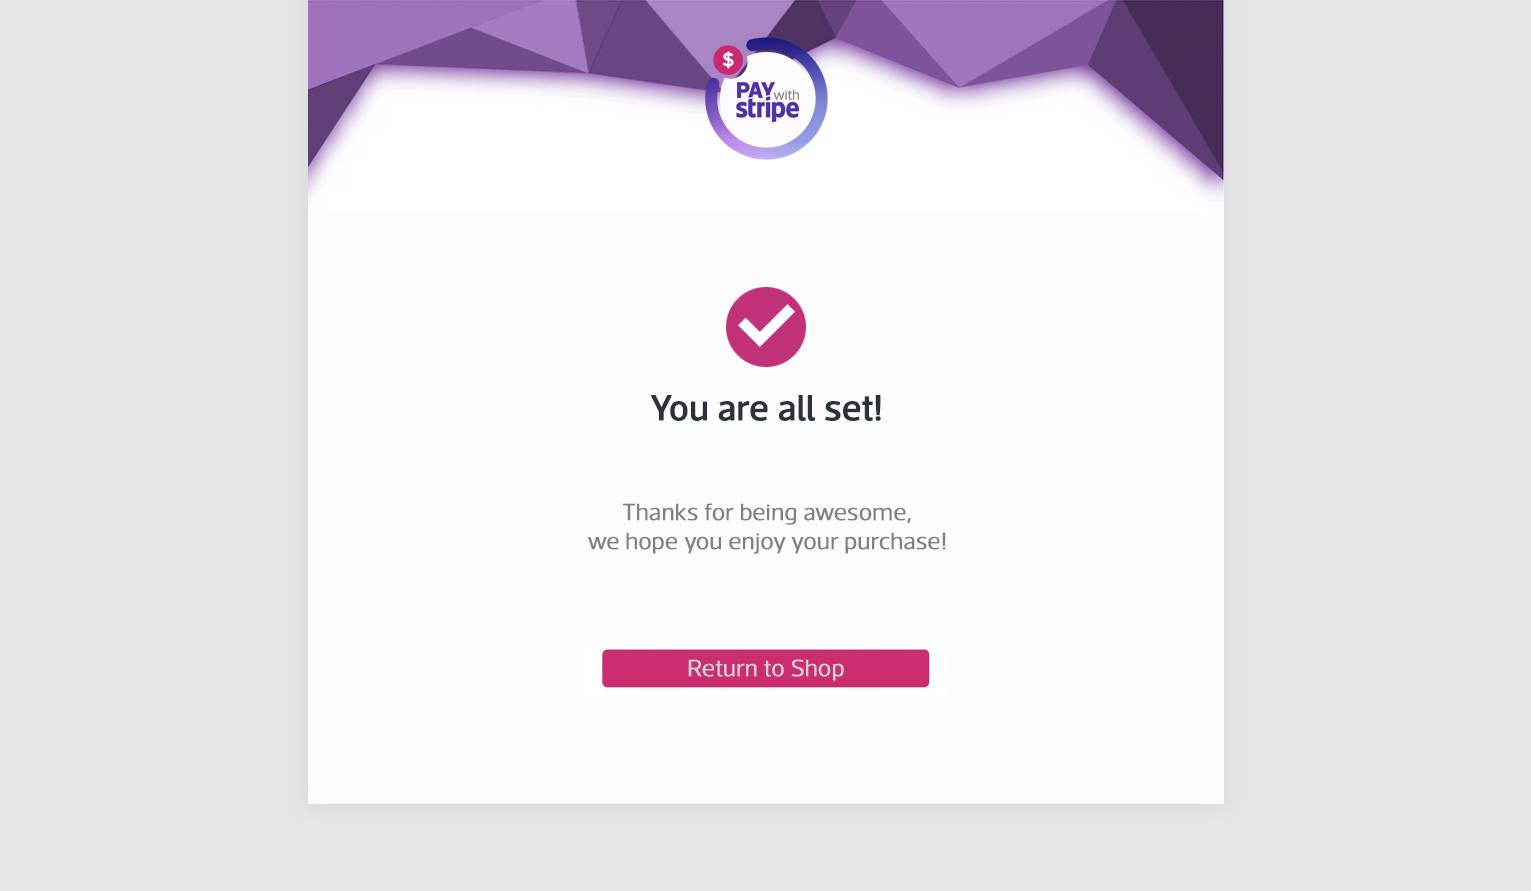 $
PAY with
stripe
You are all set!
Thanks for being awesome,
we hope you enjoy your purchase!
Return to Shop